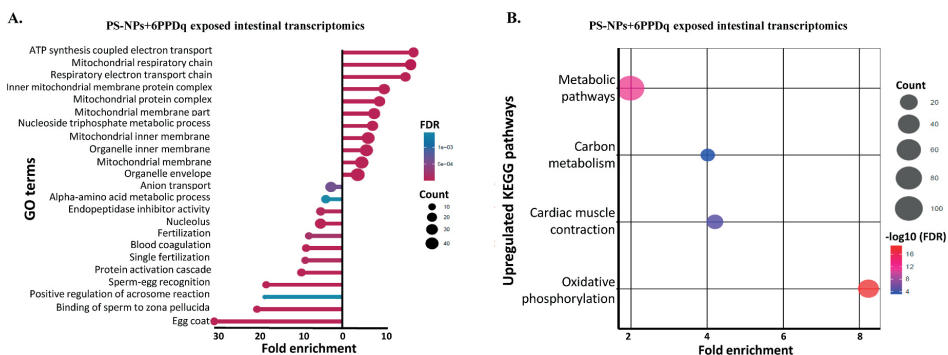 A.
PS-NPs+6PPDq exposed intestinal transcriptomics
GO terms
ATP synthesis coupled electron transport
Mitochondrial respiratory chain
Respiratory electron transport chain
Inner mitochondrial membrane protein complex
Mitochondrial protein complex
Mitochondrial membrane part
Nucleoside triphosphate metabolic process
Mitochondrial inner membrane
Organelle inner membrane
Mitochondrial membrane
Organelle envelope
Anion transport
Alpha-amino acid metabolic process
Endopeptidase inhibitor activity
Nucleolus
Fertilization
Blood coagulation
Single fertilization
Protein activation cascade
Sperm-egg recognition
Positive regulation of acrosome reaction
Binding of sperm to zona pellucida
Egg coat
30 20 10 0 10
Fold enrichment
FDR
1e-03
5e-04
Count
10
20
30
40
B.
PS-NPs+6PPDq exposed intestinal transcriptomics
Upregulated KEGG pathways
Metabolic
pathways
Carbon
metabolism
Cardiac muscle
contraction
Oxidative
phosphorylation
2 4 6 8
Fold enrichment
Count
20
40
60
80
100
-log10 (FDR)
16
12
8
4